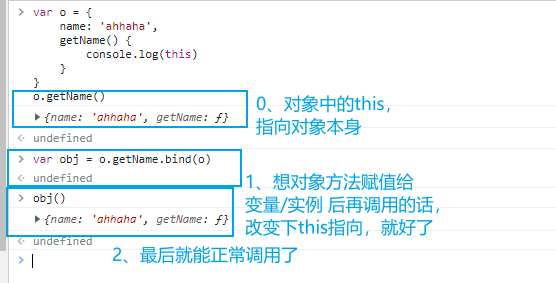 var o = {
name: 'ahhaha',
getName() {
console.log(this)
}
}
o.getName()
{name: 'ahhaha', getName: ƒ}
undefined
0、对象中的this,
指向对象本身
var obj = o.getName.bind(o)
undefined
obj()
{name: 'ahhaha', getName: ƒ}
undefined
1、想对象方法赋值给
变量/实例 后再调用的话,
改变下this指向，就好了
2、最后就能正常调用了